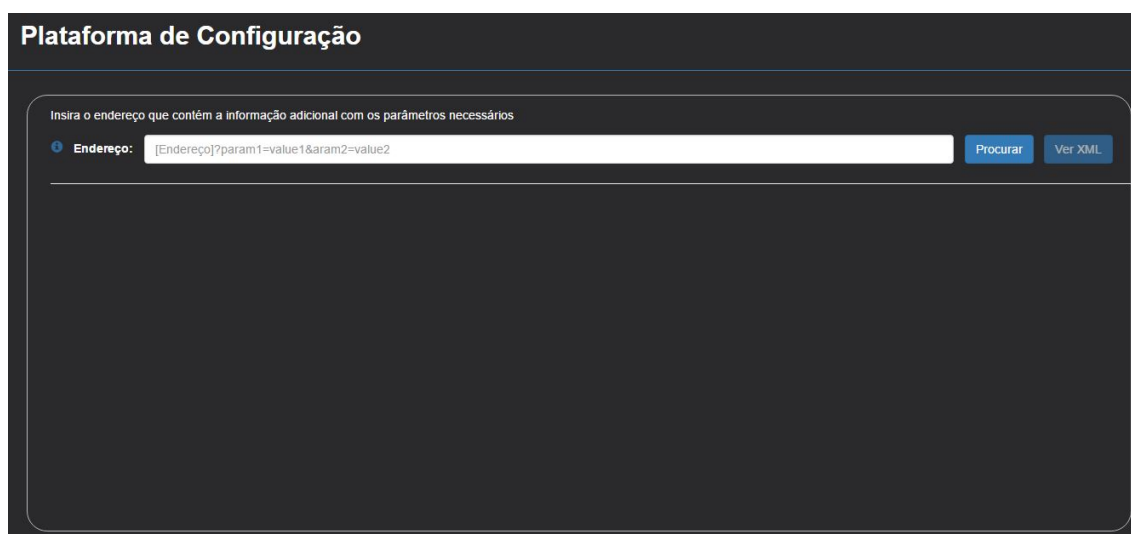 Plataforma de Configuração
Insira o endereço que contém a informação adicional com os parâmetros necessários
Endereço: [Endereço]?param1=value1&aram2=value2 Procurar Ver XML